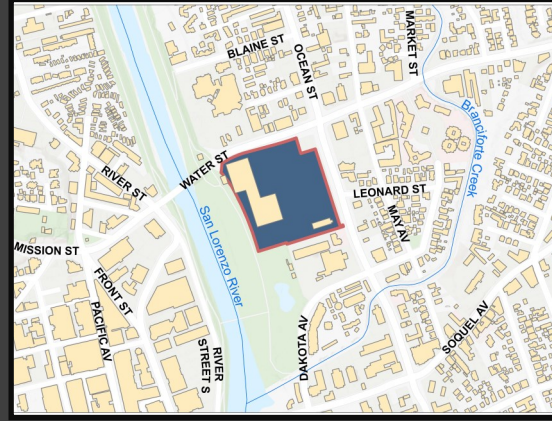 BLAINE ST
OCEAN ST
MARKET ST
Branciforte Creek
WATER ST
RIVER ST
LEONARD ST
MAY AV
San Lorenzo River
MISSION ST
FRONT ST
PACIFIC AV
RIVER
STREET S
DAKOTA AV
SOQUEL AV